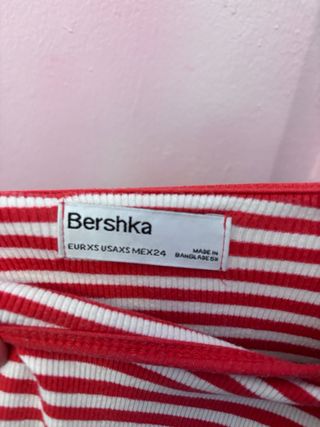 Bershka
EUR XS USA XS MEX 24
MADE IN
BANGLADESH